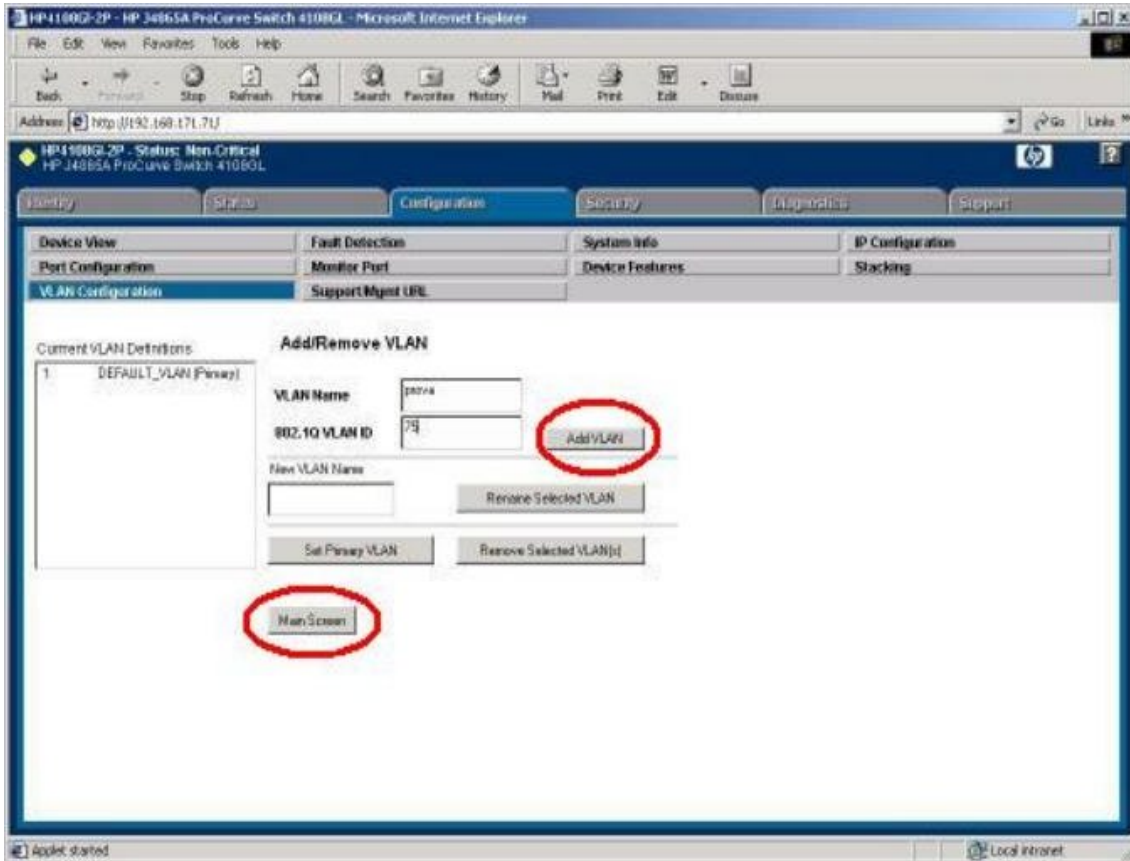 HP4100Gl-2P - HP J4865A ProCurve Switch 4108GL - Microsoft Internet Explorer
File Edit View Favorites Tools Help
Back Forward Stop Refresh Home Search Favorites History Mail Print Edit Discuss
Address http://192.168.171.71/ Go Links »
HP4100Gl-2P - Status: Non-Critical
HP J4865A ProCurve Switch 4108GL
hp ?
Identity Status Configuration Security Diagnostics Support
Device View Fault Detection System Info IP Configuration
Port Configuration Monitor Port Device Features Stacking
VLAN Configuration Support/Mgmt URL
Current VLAN Definitions
1 DEFAULT_VLAN (Primary)
Add/Remove VLAN
VLAN Name prova
802.1Q VLAN ID 75 Add VLAN
New VLAN Name
Rename Selected VLAN
Set Primary VLAN Remove Selected VLAN(s)
Main Screen
Applet started Local intranet